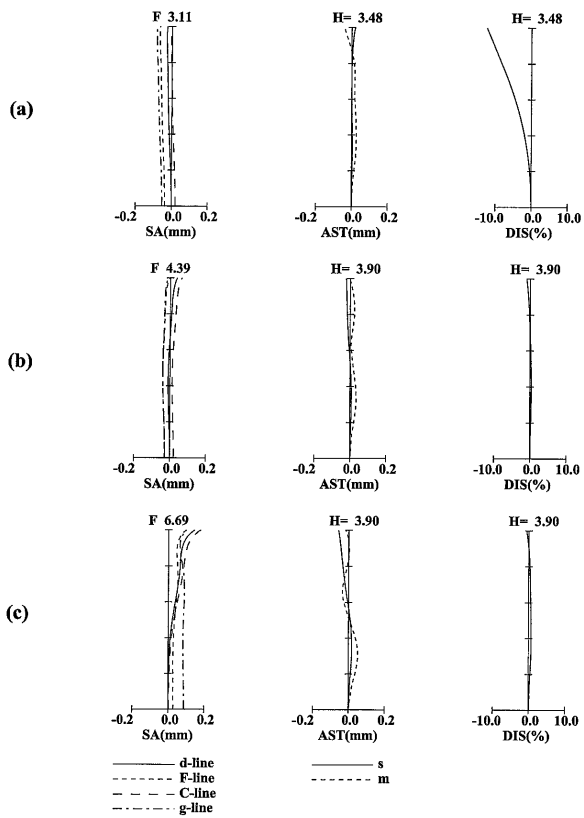 F 3.11
H= 3.48
H= 3.48
(a)
-0.2 0.0 0.2
SA(mm)
-0.2 0.0 0.2
AST(mm)
-10.0 0.0 10.0
DIS(%)
F 4.39
H= 3.90
H= 3.90
(b)
-0.2 0.0 0.2
SA(mm)
-0.2 0.0 0.2
AST(mm)
-10.0 0.0 10.0
DIS(%)
F 6.69
H= 3.90
H= 3.90
(c)
-0.2 0.0 0.2
SA(mm)
-0.2 0.0 0.2
AST(mm)
-10.0 0.0 10.0
DIS(%)
d-line
F-line
C-line
g-line
s
m